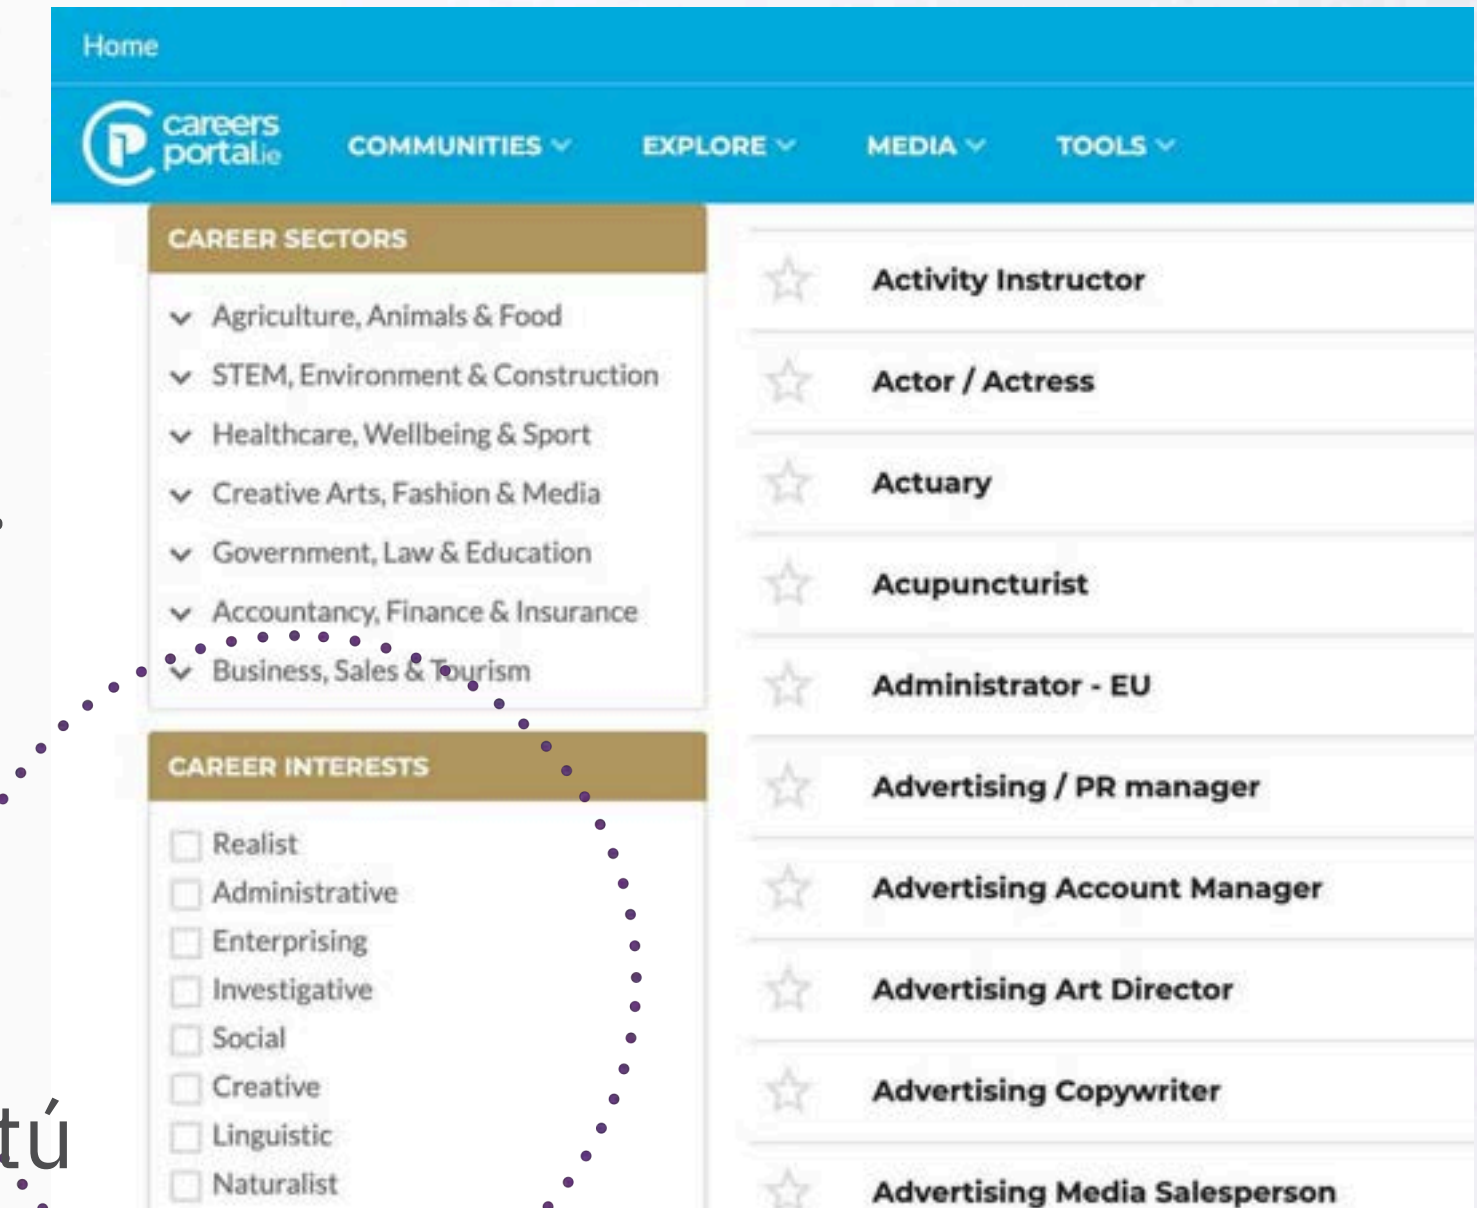 Home
careers
portal.ie
COMMUNITIES
EXPLORE
MEDIA
TOOLS
CAREER SECTORS
Agriculture, Animals & Food
STEM, Environment & Construction
Healthcare, Wellbeing & Sport
Creative Arts, Fashion & Media
Government, Law & Education
Accountancy, Finance & Insurance
Business, Sales & Tourism
CAREER INTERESTS
Realist
Administrative
Enterprising
Investigative
Social
Creative
Linguistic
Naturalist
Activity Instructor
Actor / Actress
Actuary
Acupuncturist
Administrator - EU
Advertising / PR manager
Advertising Account Manager
Advertising Art Director
Advertising Copywriter
Advertising Media Salesperson
tú